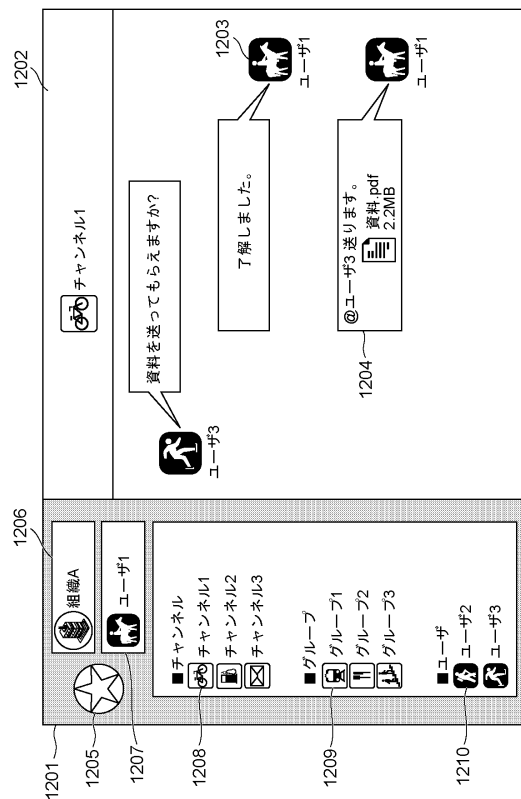 1201
1202
1206
組織A
1205
1207
ユーザ1
■チャンネル
チャンネル1
チャンネル2
チャンネル3
1208
■グループ
グループ1
グループ2
グループ3
1209
■ユーザ
ユーザ2
ユーザ3
1210
チャンネル1
資料を送ってもらえますか?
ユーザ3
了解しました。
1203
ユーザ1
@ユーザ3 送ります。
資料.pdf
2.2MB
1204
ユーザ1